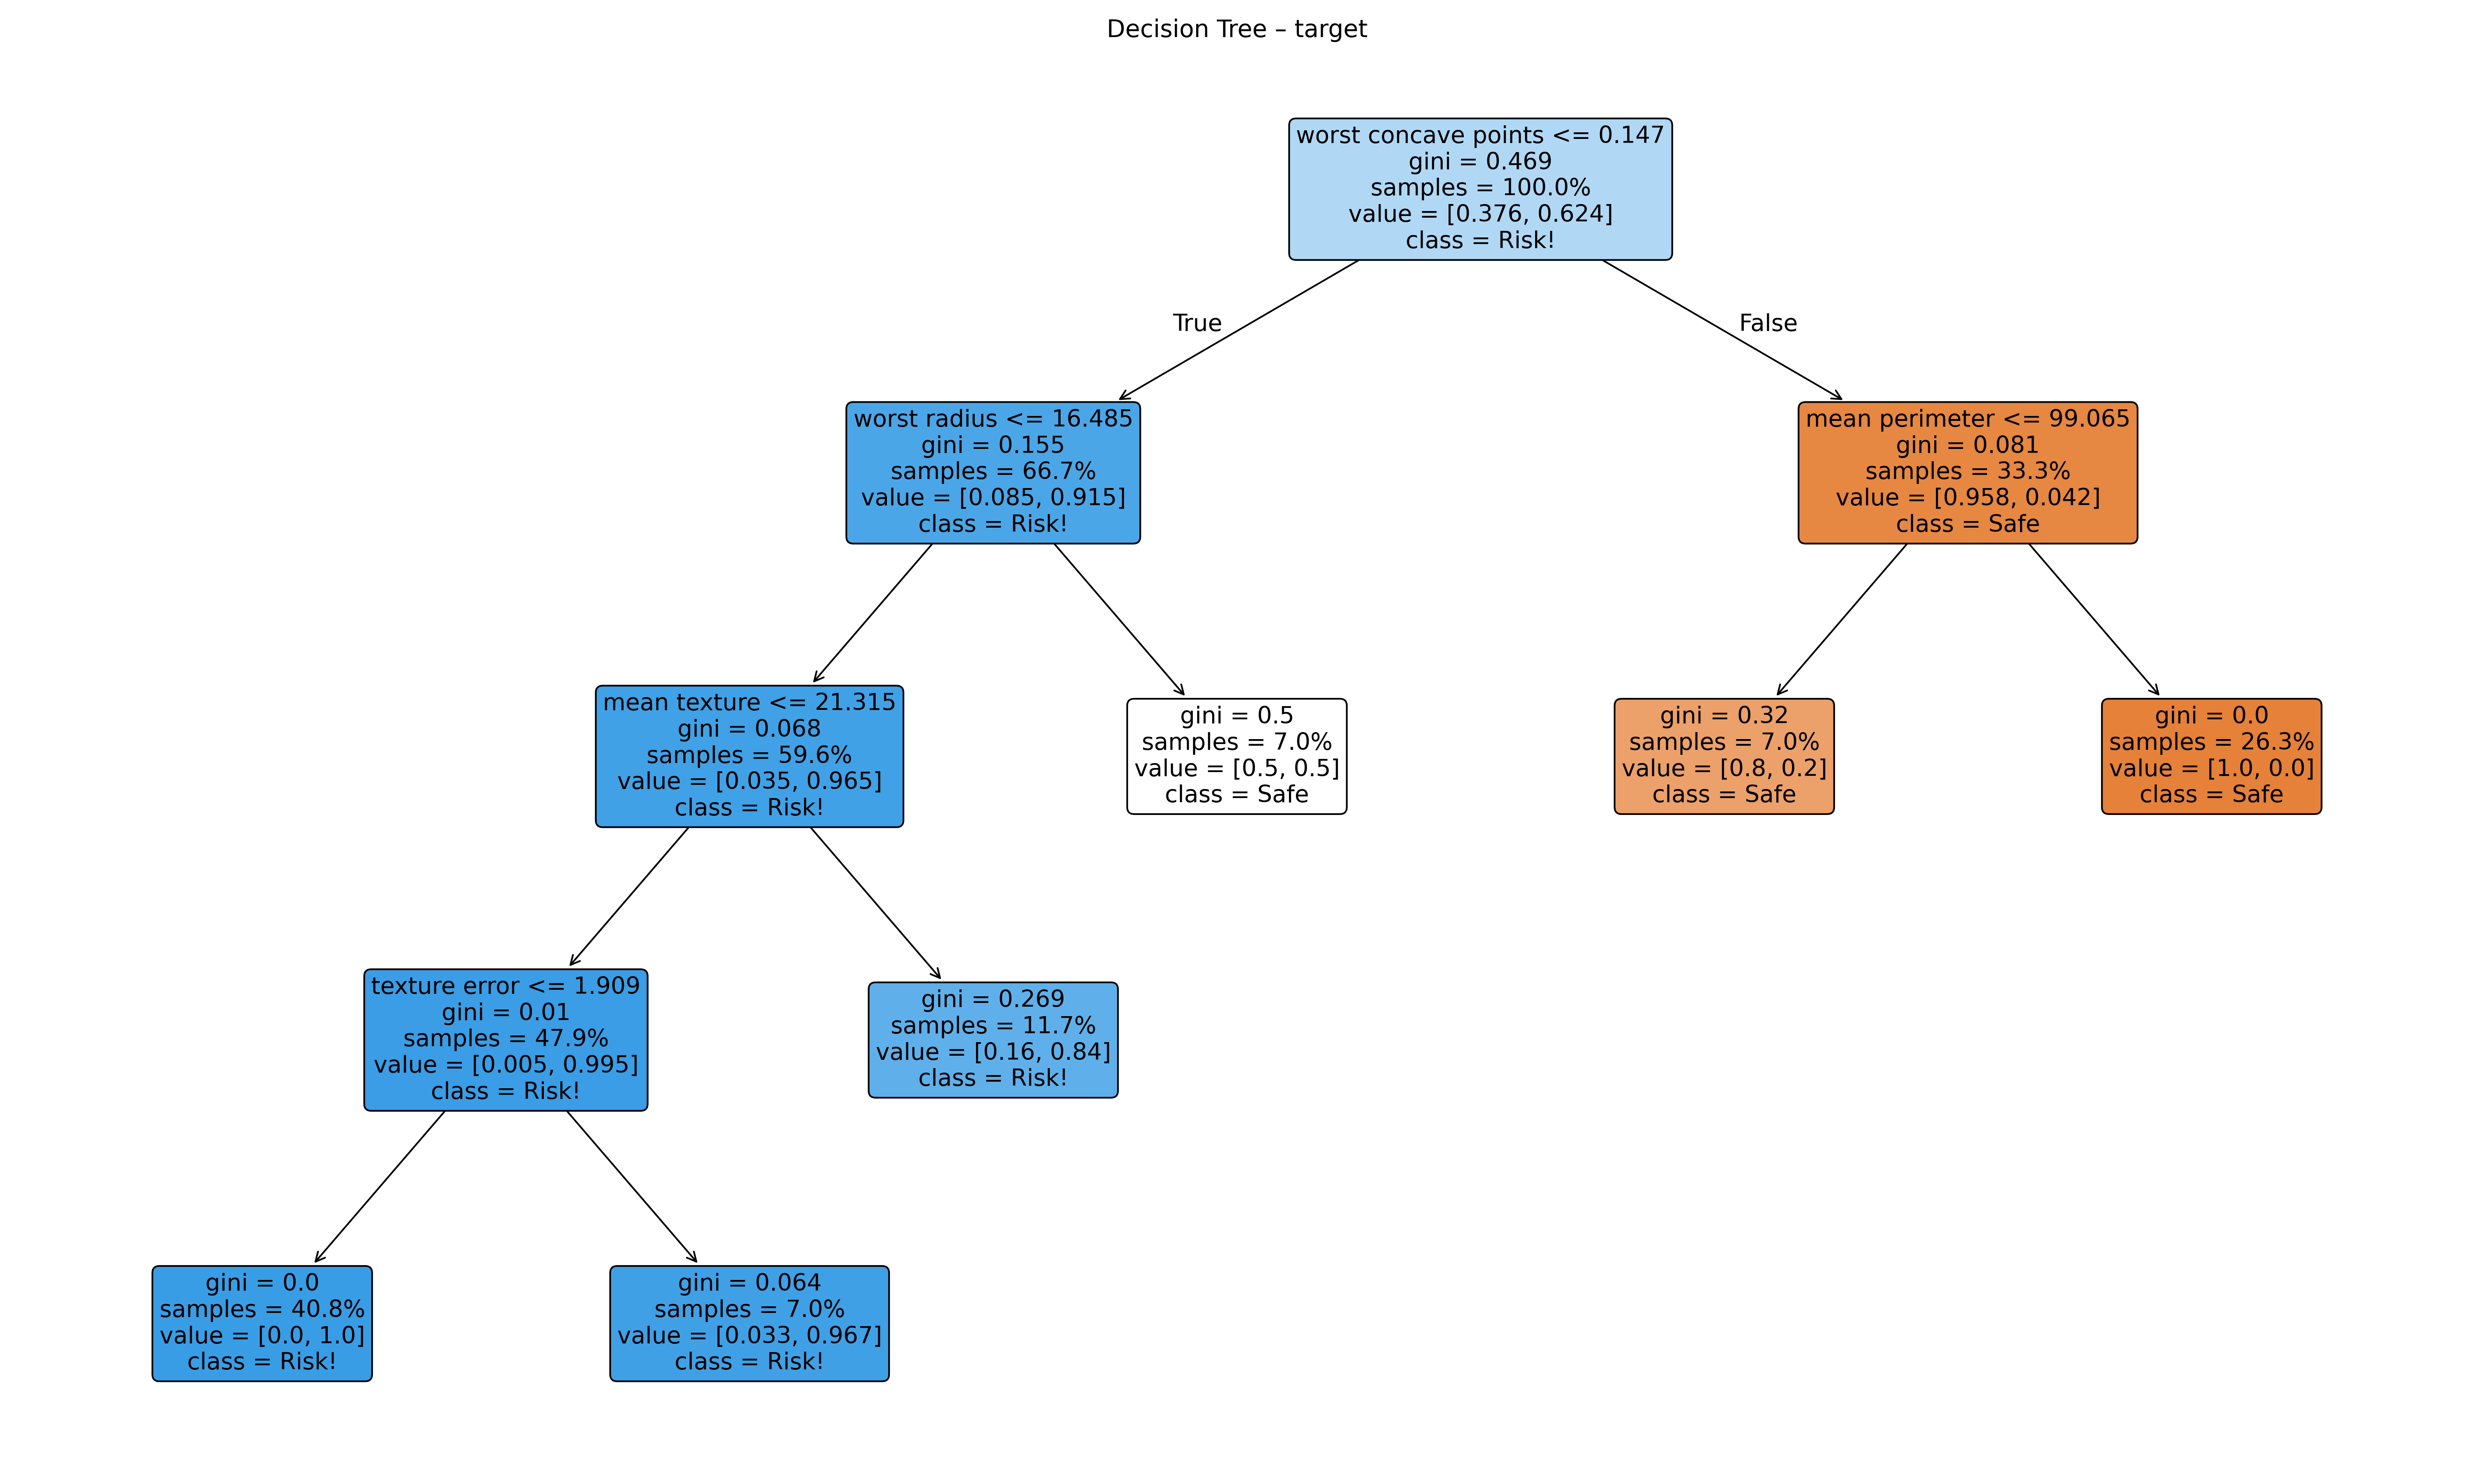 Decision Tree – target
worst concave points <= 0.147
gini = 0.469
samples = 100.0%
value = [0.376, 0.624]
class = Risk!
True
False
worst radius <= 16.485
gini = 0.155
samples = 66.7%
value = [0.085, 0.915]
class = Risk!
mean perimeter <= 99.065
gini = 0.081
samples = 33.3%
value = [0.958, 0.042]
class = Safe
mean texture <= 21.315
gini = 0.068
samples = 59.6%
value = [0.035, 0.965]
class = Risk!
gini = 0.5
samples = 7.0%
value = [0.5, 0.5]
class = Safe
gini = 0.32
samples = 7.0%
value = [0.8, 0.2]
class = Safe
gini = 0.0
samples = 26.3%
value = [1.0, 0.0]
class = Safe
texture error <= 1.909
gini = 0.01
samples = 47.9%
value = [0.005, 0.995]
class = Risk!
gini = 0.269
samples = 11.7%
value = [0.16, 0.84]
class = Risk!
gini = 0.0
samples = 40.8%
value = [0.0, 1.0]
class = Risk!
gini = 0.064
samples = 7.0%
value = [0.033, 0.967]
class = Risk!